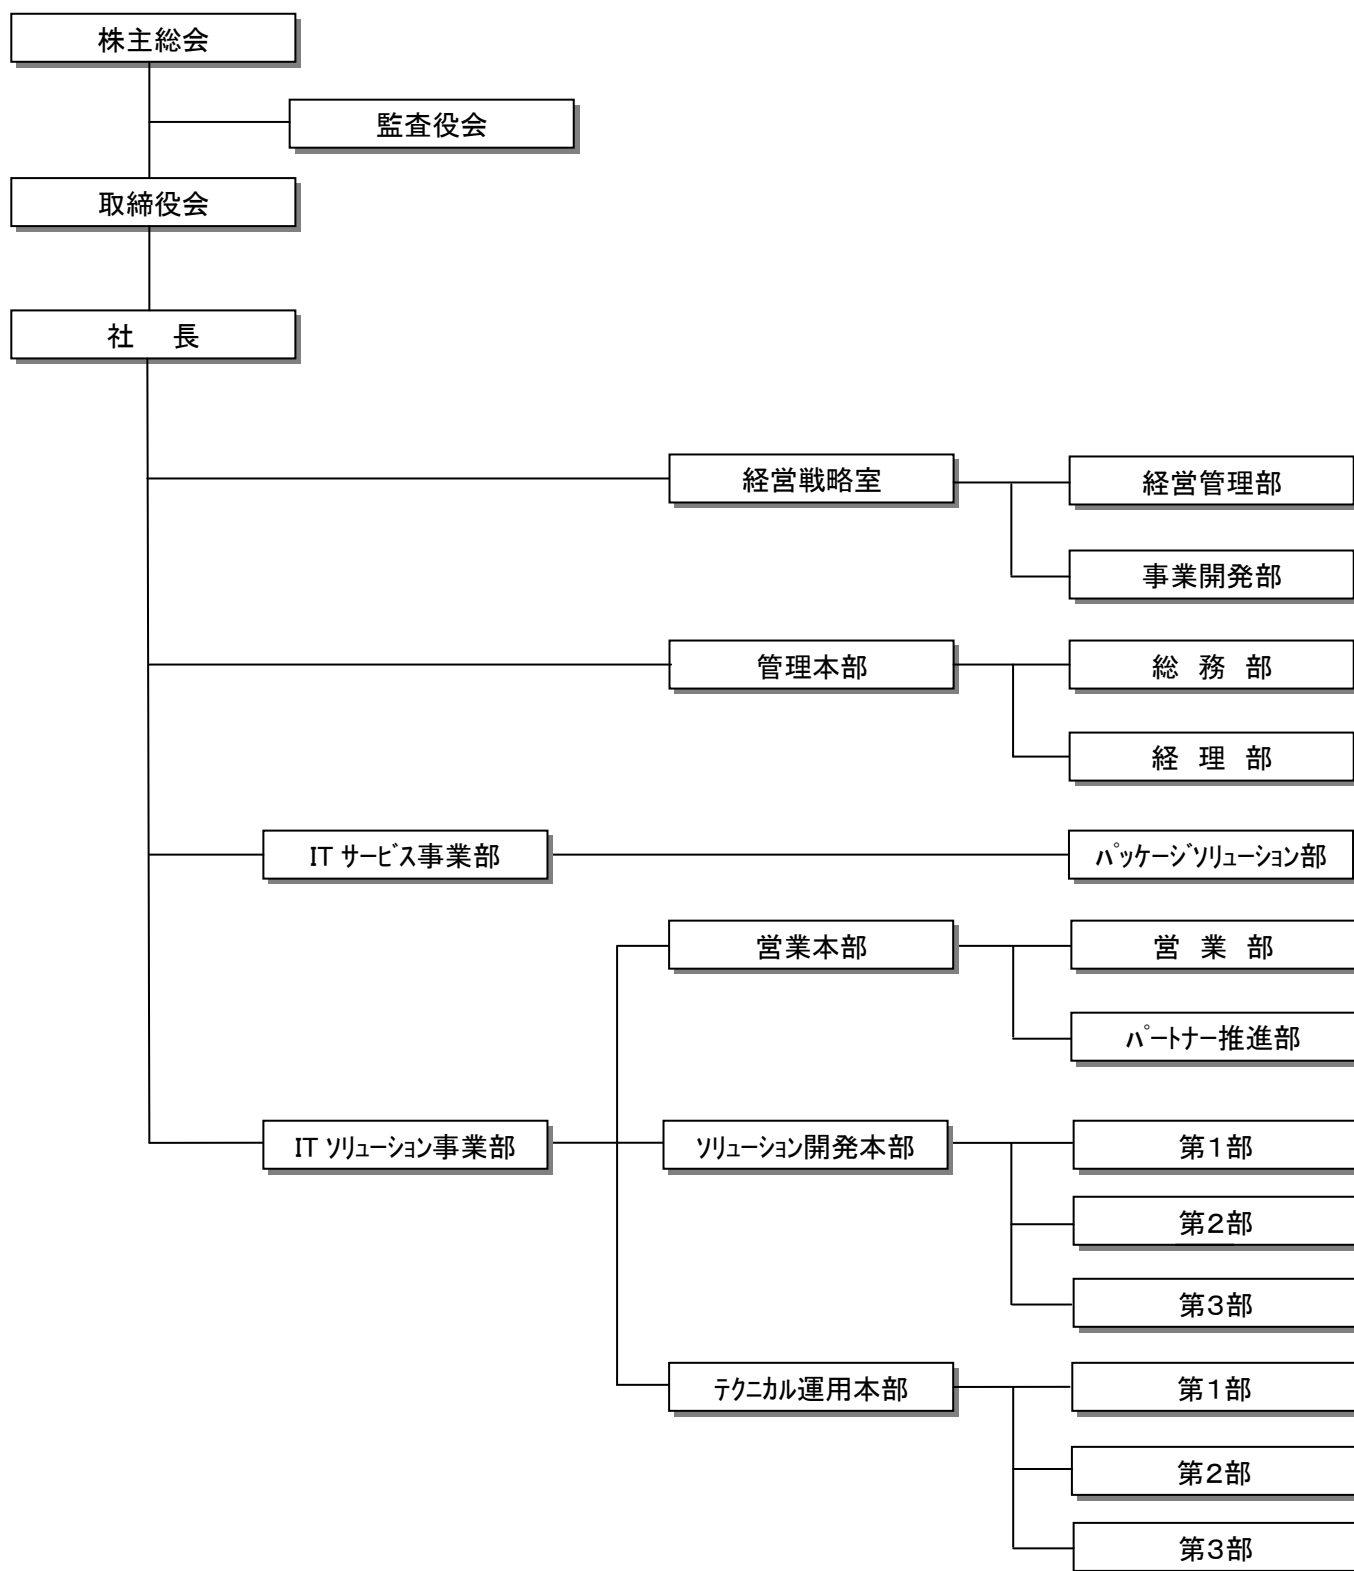 株主総会
監査役会
取締役会
社　長
経営戦略室
経営管理部
事業開発部
管理本部
総 務 部
経 理 部
IT ｻｰﾋﾞｽ事業部
ﾊﾟｯｹｰｼﾞｿﾘｭｰｼｮﾝ部
営業本部
営 業 部
ﾊﾟｰﾄﾅｰ推進部
IT ｿﾘｭｰｼｮﾝ事業部
ｿﾘｭｰｼｮﾝ開発本部
第１部
第２部
第３部
ﾃｸﾆｶﾙ運用本部
第１部
第２部
第３部